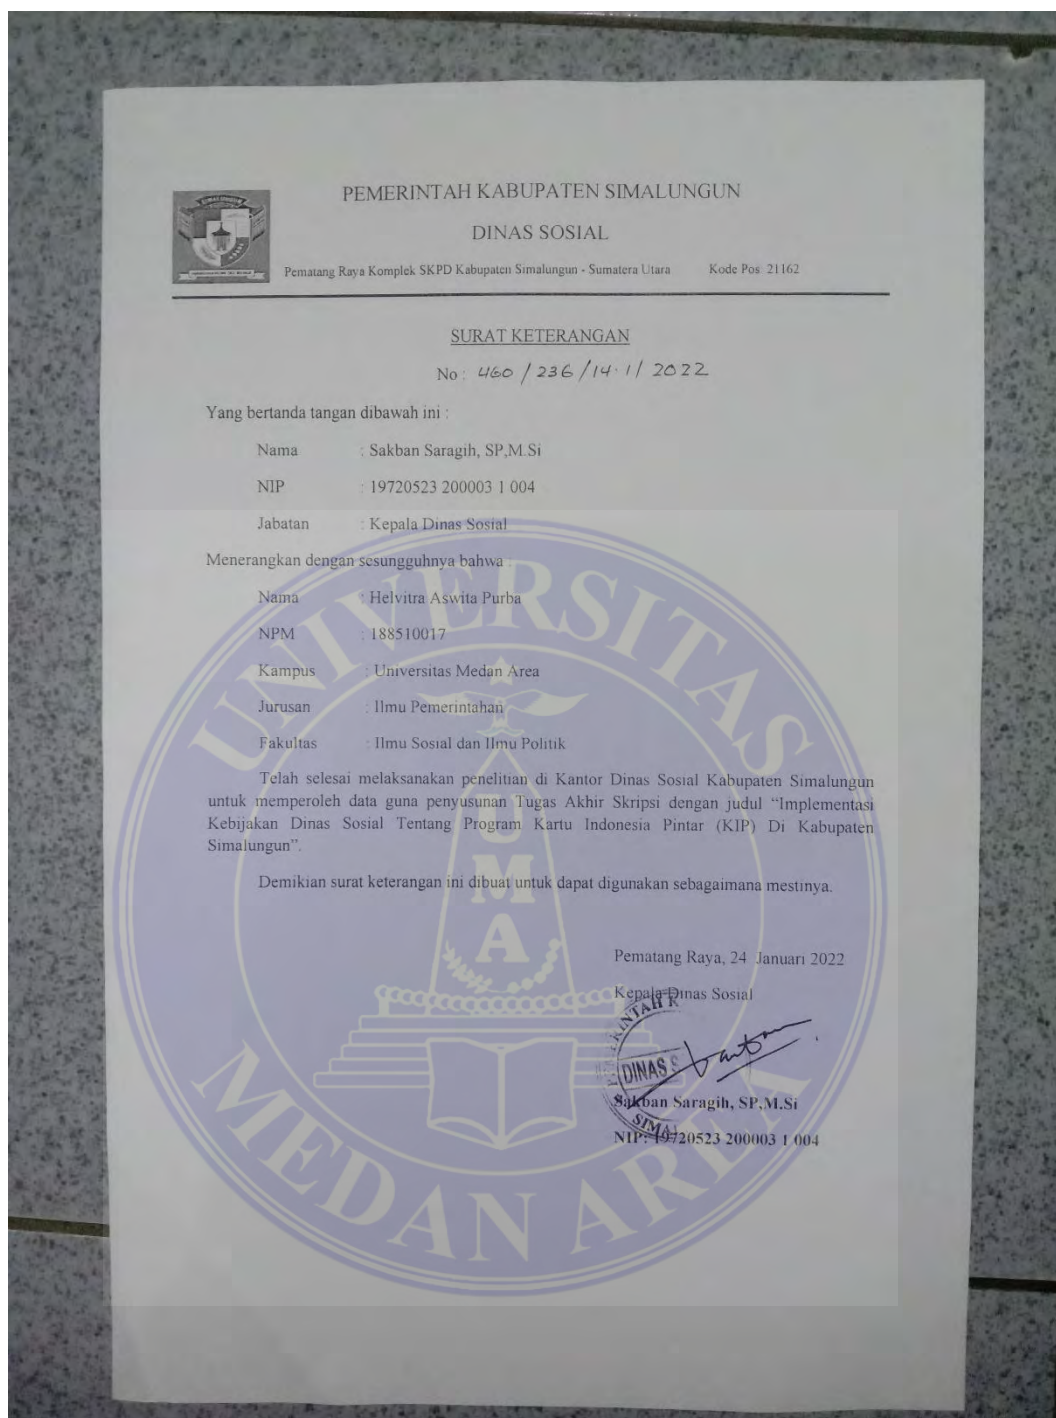 PEMERINTAH KABUPATEN SIMALUNGUN
DINAS SOSIAL
Pematang Raya Komplek SKPD Kabupaten Simalungun - Sumatera Utara Kode Pos 21162
SURAT KETERANGAN
No : 460 / 236 / 14.1 / 2022
Yang bertanda tangan dibawah ini :
Nama : Sakban Saragih, SP,M.Si
NIP : 19720523 200003 1 004
Jabatan : Kepala Dinas Sosial
Menerangkan dengan sesungguhnya bahwa :
Nama : Helvitra Aswita Purba
NPM : 188510017
Kampus : Universitas Medan Area
Jurusan : Ilmu Pemerintahan
Fakultas : Ilmu Sosial dan Ilmu Politik
Telah selesai melaksanakan penelitian di Kantor Dinas Sosial Kabupaten Simalungun
untuk memperoleh data guna penyusunan Tugas Akhir Skripsi dengan judul “Implementasi
Kebijakan Dinas Sosial Tentang Program Kartu Indonesia Pintar (KIP) Di Kabupaten
Simalungun”.
Demikian surat keterangan ini dibuat untuk dapat digunakan sebagaimana mestinya.
Pematang Raya, 24 Januari 2022
Kepala Dinas Sosial
DINAS S
Sakban Saragih, SP,M.Si
NIP: 19720523 200003 1 004
UNIVERSITAS
UMA
MEDAN AREA